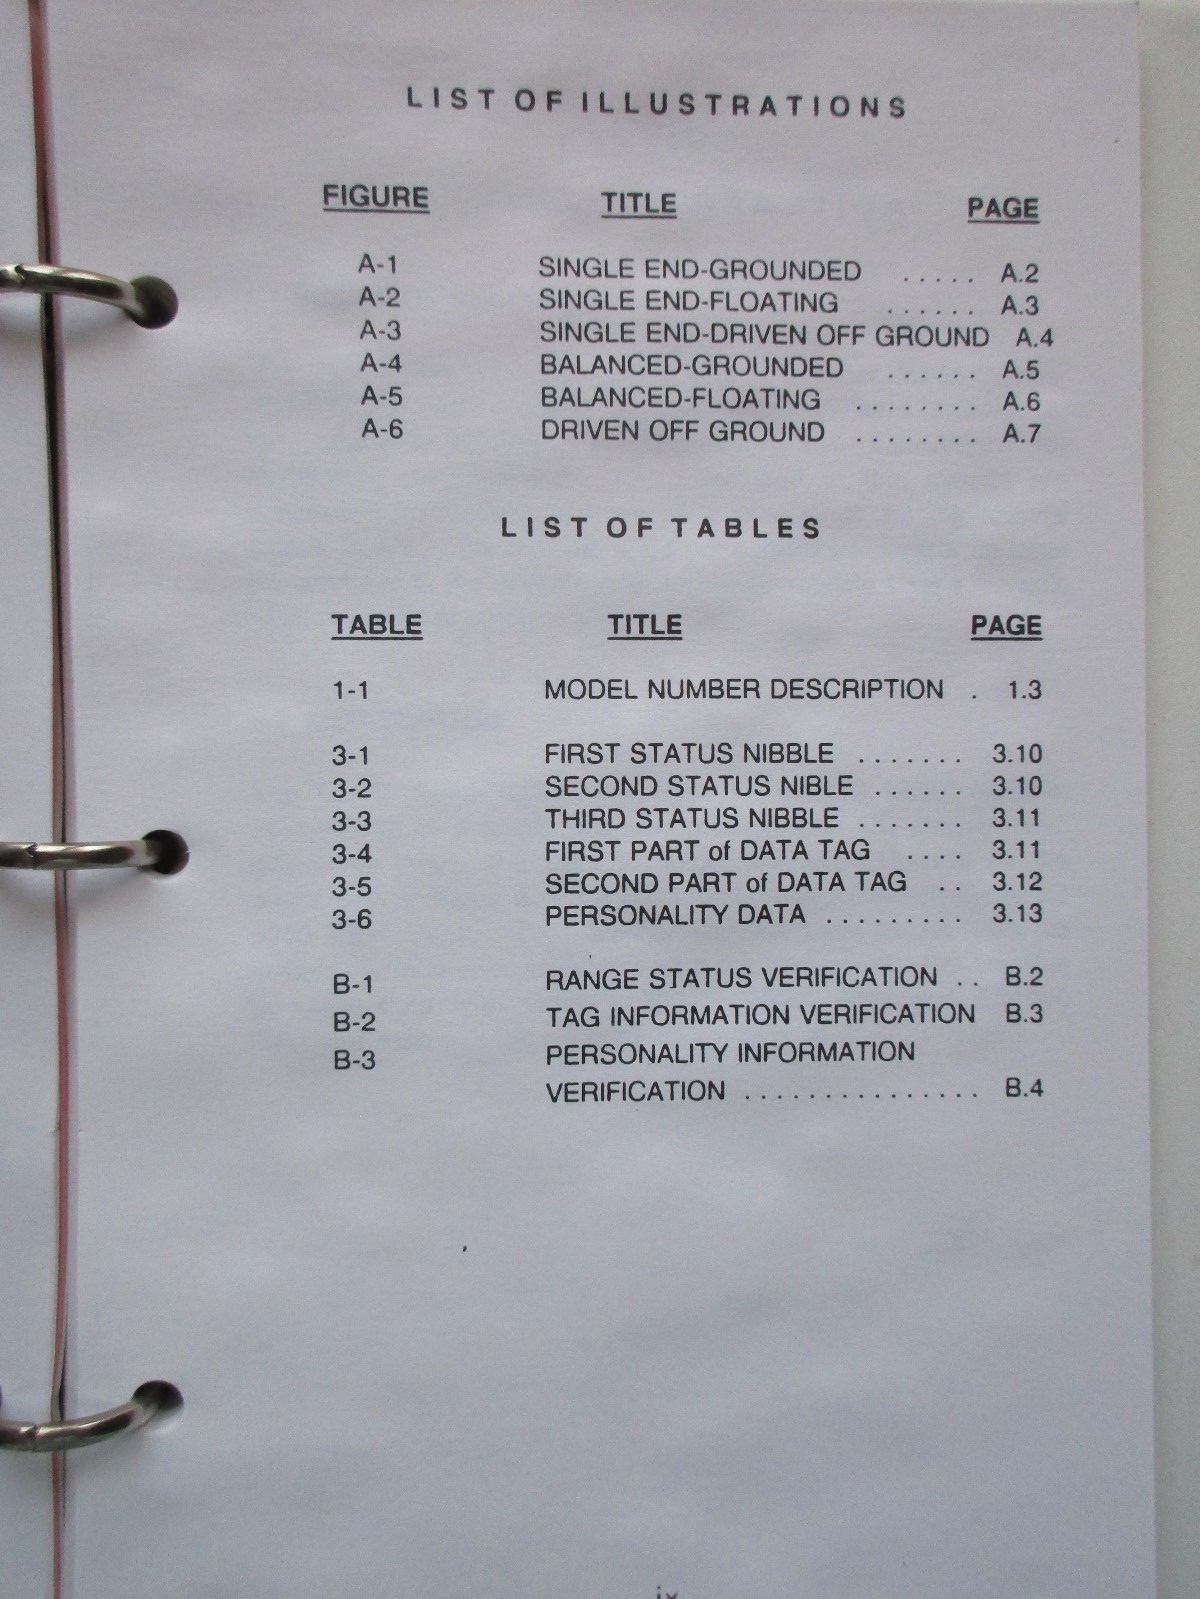 LIST OF ILLUSTRATIONS
FIGURE TITLE PAGE
A-1 SINGLE END-GROUNDED ..... A.2
A-2 SINGLE END-FLOATING ...... A.3
A-3 SINGLE END-DRIVEN OFF GROUND A.4
A-4 BALANCED-GROUNDED ...... A.5
A-5 BALANCED-FLOATING ........ A.6
A-6 DRIVEN OFF GROUND ........ A.7
LIST OF TABLES
TABLE TITLE PAGE
1-1 MODEL NUMBER DESCRIPTION . 1.3
3-1 FIRST STATUS NIBBLE ....... 3.10
3-2 SECOND STATUS NIBLE ...... 3.10
3-3 THIRD STATUS NIBBLE ....... 3.11
3-4 FIRST PART of DATA TAG .... 3.11
3-5 SECOND PART of DATA TAG .. 3.12
3-6 PERSONALITY DATA ......... 3.13
B-1 RANGE STATUS VERIFICATION .. B.2
B-2 TAG INFORMATION VERIFICATION B.3
B-3 PERSONALITY INFORMATION
VERIFICATION ............... B.4